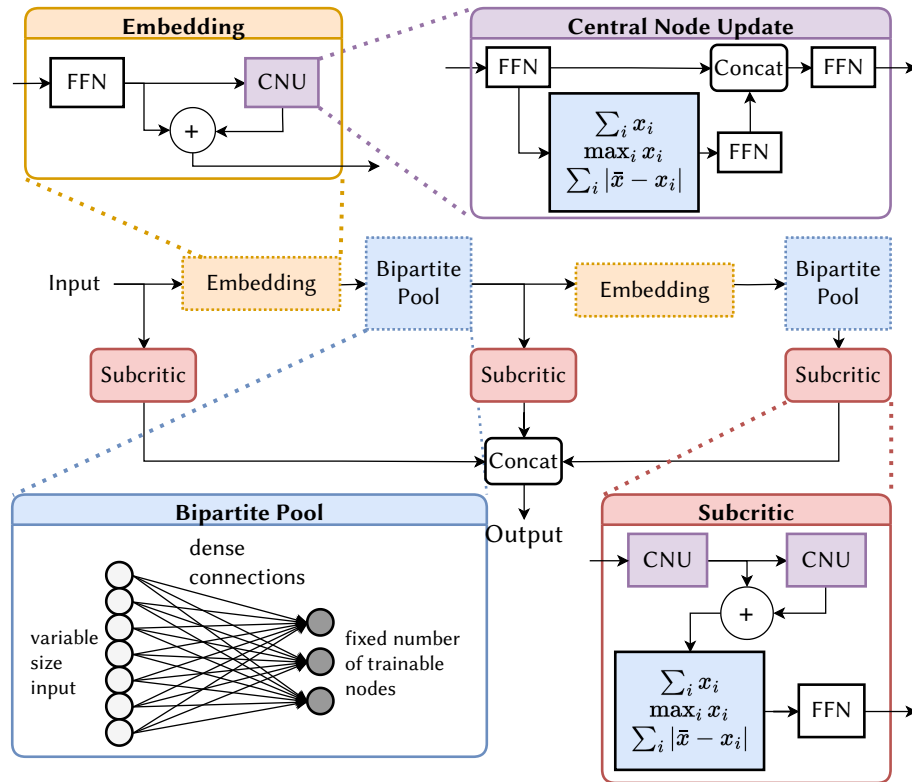 Embedding
FFN
CNU
+
Central Node Update
FFN
Concat
FFN
∑ᵢ xᵢ
maxᵢ xᵢ
∑ᵢ |x̄ − xᵢ|
FFN
Input
Embedding
Bipartite
Pool
Embedding
Bipartite
Pool
Subcritic
Subcritic
Subcritic
Concat
Output
Bipartite Pool
dense
connections
variable
size
input
fixed number
of trainable
nodes
Subcritic
CNU
CNU
+
∑ᵢ xᵢ
maxᵢ xᵢ
∑ᵢ |x̄ − xᵢ|
FFN